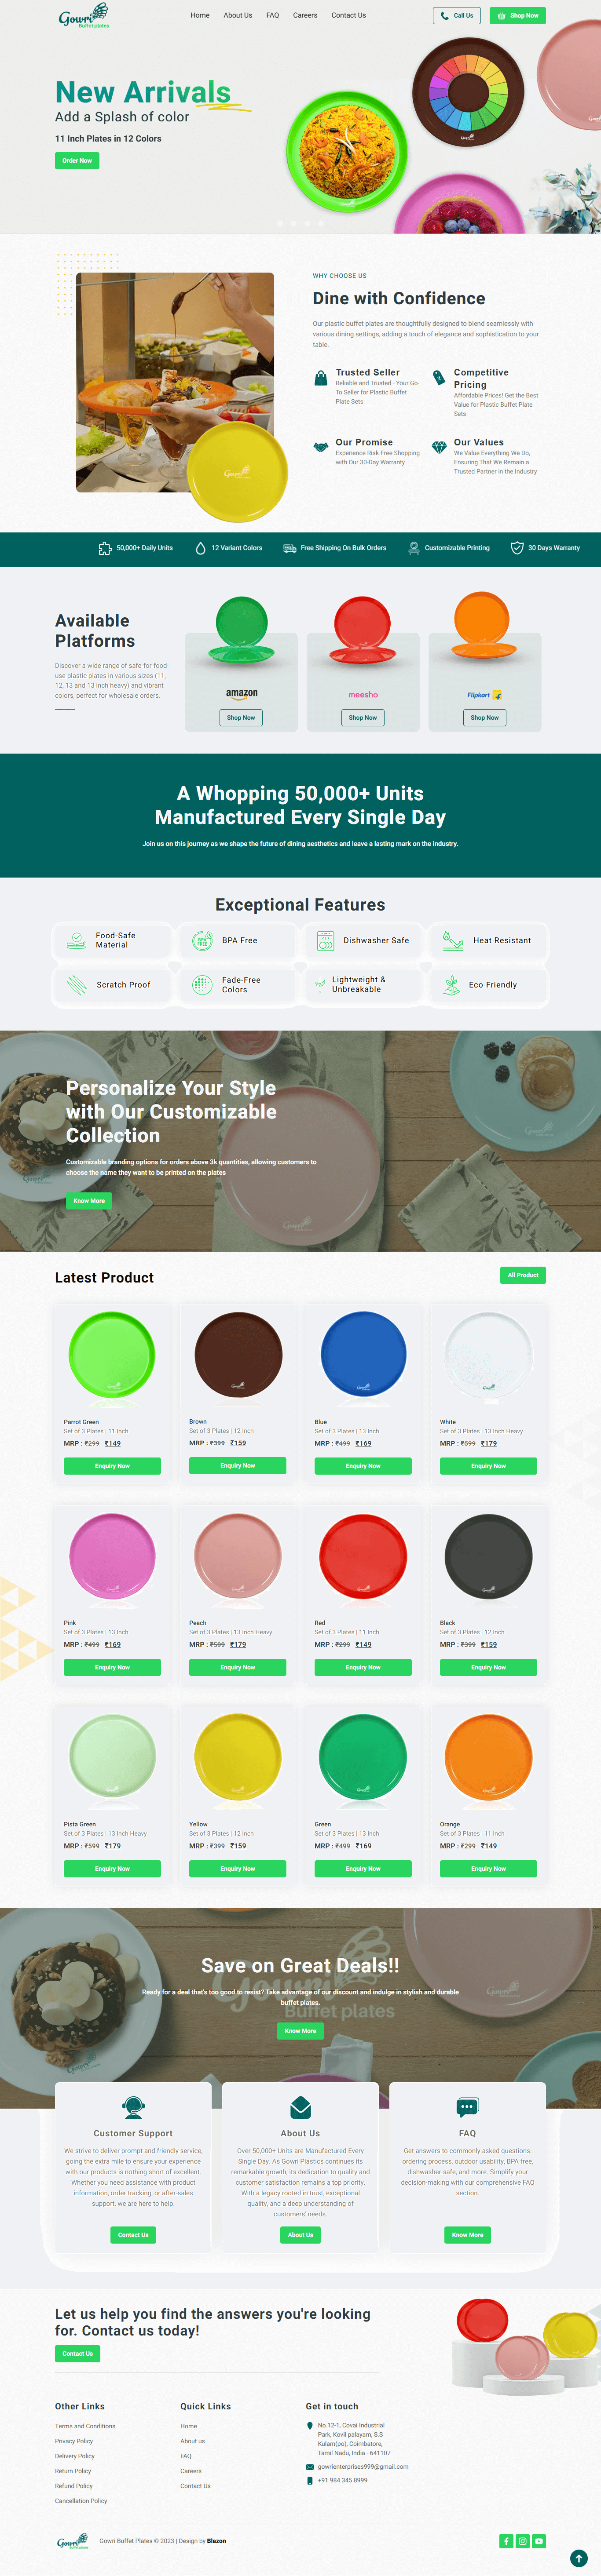 Gowri
Buffet plates
Home About Us FAQ Careers Contact Us
Call Us
Shop Now
New Arrivals
Add a Splash of color
11 Inch Plates in 12 Colors
Order Now
WHY CHOOSE US
Dine with Confidence
Our plastic buffet plates are thoughtfully designed to blend seamlessly with
various dining settings, adding a touch of elegance and sophistication to your
table.
Trusted Seller
Reliable and Trusted - Your Go-
To Seller for Plastic Buffet
Plate Sets
Competitive
Pricing
Affordable Prices! Get the Best
Value for Plastic Buffet Plate
Sets
Our Promise
Experience Risk-Free Shopping
with Our 30-Day Warranty
Our Values
We Value Everything We Do,
Ensuring That We Remain a
Trusted Partner in the Industry
50,000+ Daily Units
12 Variant Colors
Free Shipping On Bulk Orders
Customizable Printing
30 Days Warranty
Available
Platforms
Discover a wide range of safe-for-food-
use plastic plates in various sizes (11,
12, 13 and 13 inch heavy) and vibrant
colors, perfect for wholesale orders.
amazon
Shop Now
meesho
Shop Now
Flipkart
Shop Now
A Whopping 50,000+ Units
Manufactured Every Single Day
Join us on this journey as we shape the future of dining aesthetics and leave a lasting mark on the industry.
Exceptional Features
Food-Safe
Material
BPA FREE
BPA Free
Dishwasher Safe
Heat Resistant
Scratch Proof
Fade-Free
Colors
Lightweight &
Unbreakable
Eco-Friendly
Personalize Your Style
with Our Customizable
Collection
Customizable branding options for orders above 3k quantities, allowing customers to
choose the name they want to be printed on the plates
Know More
Latest Product
All Product
Parrot Green
Set of 3 Plates | 11 Inch
MRP : ₹299 ₹149
Enquiry Now
Brown
Set of 3 Plates | 12 Inch
MRP : ₹399 ₹159
Enquiry Now
Blue
Set of 3 Plates | 13 Inch
MRP : ₹499 ₹169
Enquiry Now
White
Set of 3 Plates | 13 Inch Heavy
MRP : ₹599 ₹179
Enquiry Now
Pink
Set of 3 Plates | 13 Inch
MRP : ₹499 ₹169
Enquiry Now
Peach
Set of 3 Plates | 13 Inch Heavy
MRP : ₹599 ₹179
Enquiry Now
Red
Set of 3 Plates | 11 Inch
MRP : ₹299 ₹149
Enquiry Now
Black
Set of 3 Plates | 12 Inch
MRP : ₹399 ₹159
Enquiry Now
Pista Green
Set of 3 Plates | 13 Inch Heavy
MRP : ₹599 ₹179
Enquiry Now
Yellow
Set of 3 Plates | 12 Inch
MRP : ₹399 ₹159
Enquiry Now
Green
Set of 3 Plates | 13 Inch
MRP : ₹499 ₹169
Enquiry Now
Orange
Set of 3 Plates | 11 Inch
MRP : ₹299 ₹149
Enquiry Now
Gowri
Buffet plates
Save on Great Deals!!
Ready for a deal that's too good to resist? Take advantage of our discount and indulge in stylish and durable
buffet plates.
Know More
Customer Support
We strive to deliver prompt and friendly service,
going the extra mile to ensure your experience
with our products is nothing short of excellent.
Whether you need assistance with product
information, order tracking, or after-sales
support, we are here to help.
Contact Us
About Us
Over 50,000+ Units are Manufactured Every
Single Day. As Gowri Plastics continues its
remarkable growth, its dedication to quality and
customer satisfaction remains a top priority.
With a legacy rooted in trust, exceptional
quality, and a deep understanding of
customers' needs.
About Us
FAQ
Get answers to commonly asked questions:
ordering process, outdoor usability, BPA free,
dishwasher-safe, and more. Simplify your
decision-making with our comprehensive FAQ
section.
Know More
Let us help you find the answers you're looking
for. Contact us today!
Contact Us
Other Links
Terms and Conditions
Privacy Policy
Delivery Policy
Return Policy
Refund Policy
Cancellation Policy
Quick Links
Home
About us
FAQ
Careers
Contact Us
Get in touch
No.12-1, Covai Industrial
Park, Kovil palayam, S.S
Kulam(po), Coimbatore,
Tamil Nadu, India - 641107
gowrienterprises999@gmail.com
+91 984 345 8999
Gowri
Buffet plates
Gowri Buffet Plates © 2023 | Design by Blazon